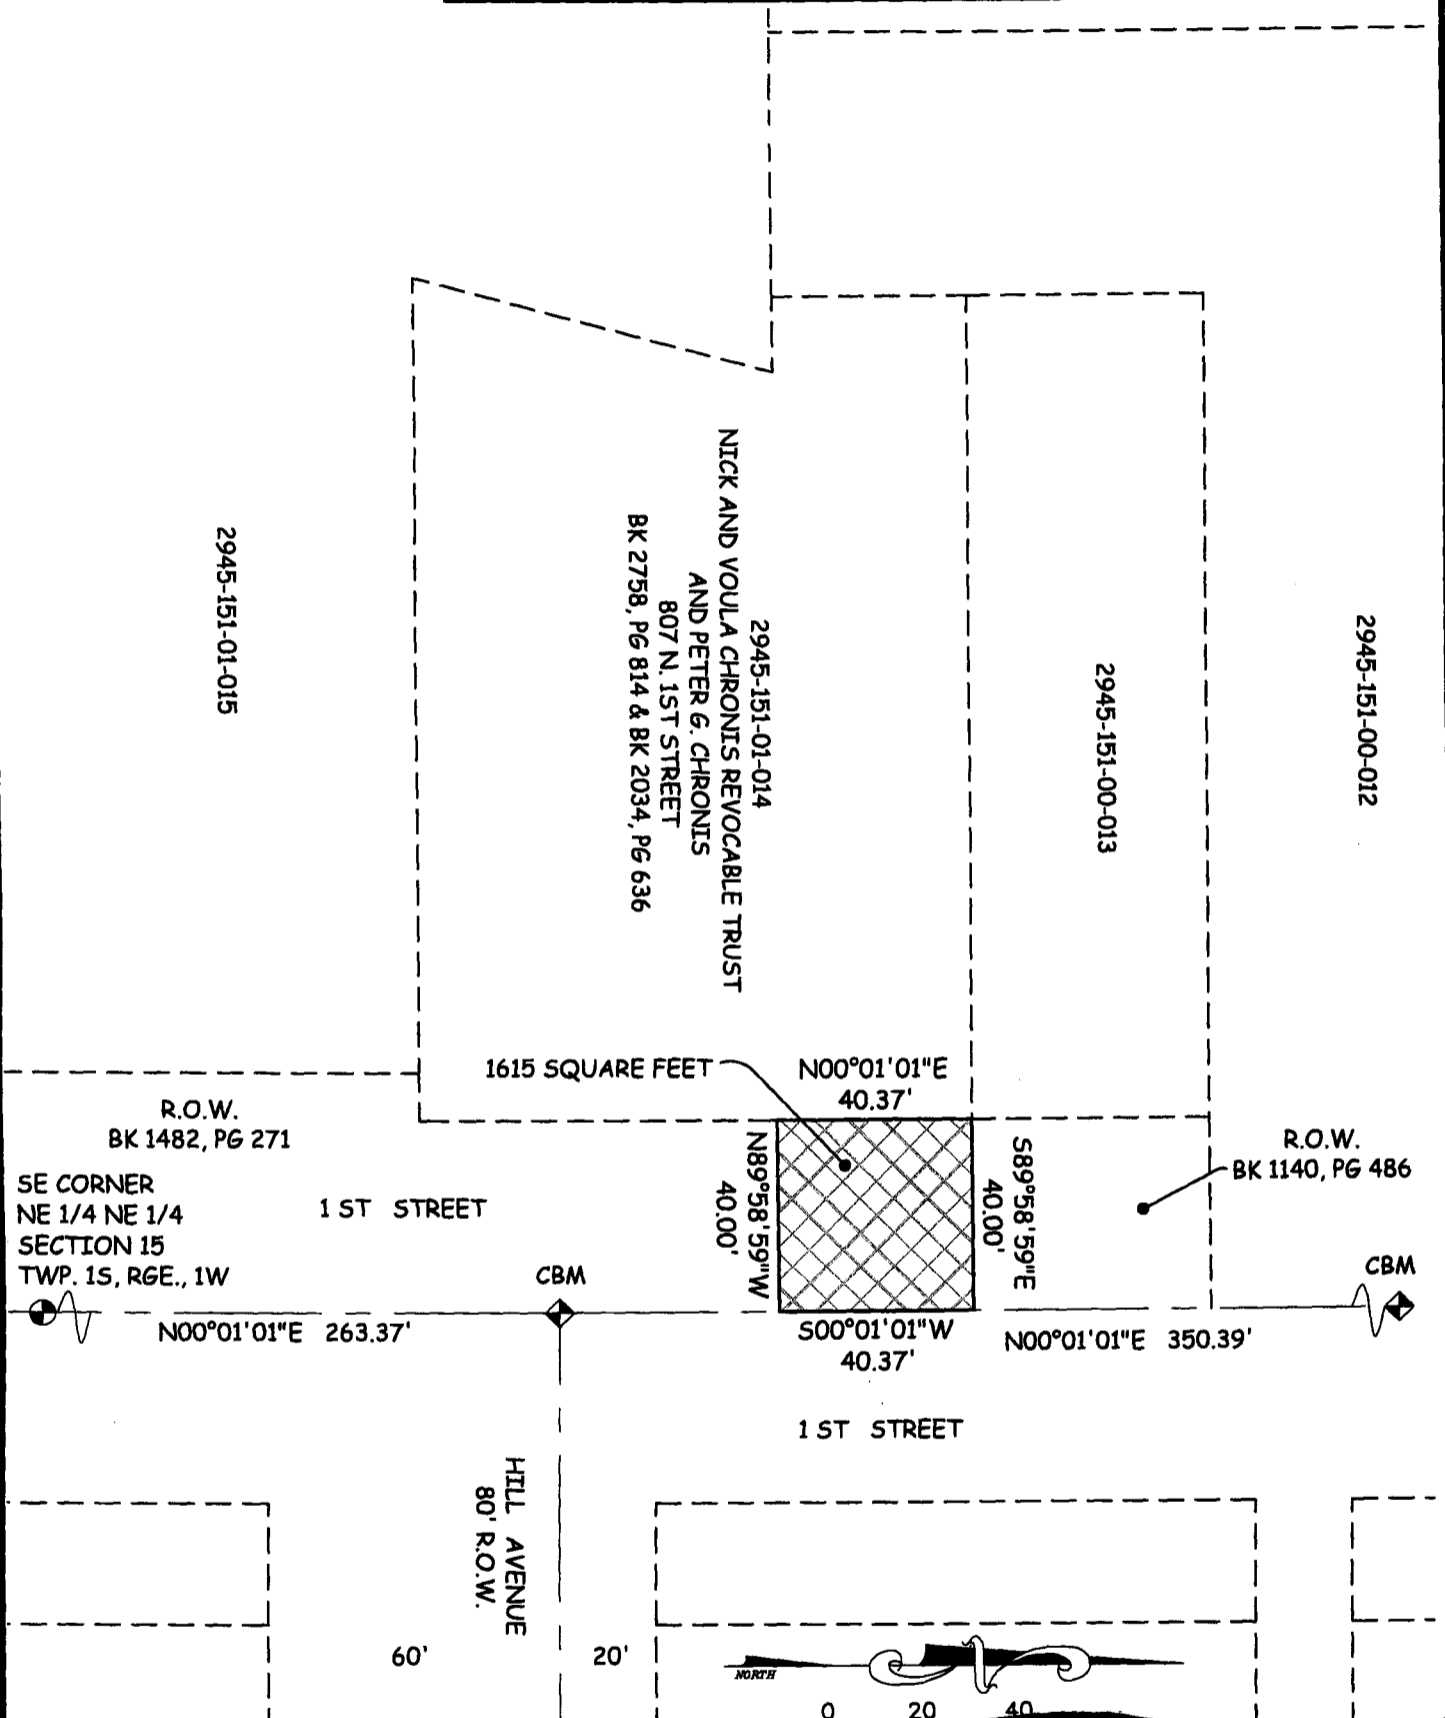 2945-151-01-015
2945-151-01-014
NICK AND VOULA CHRONIS REVOCABLE TRUST
AND PETER G. CHRONIS
807 N. 1ST STREET
BK 2758, PG 814 & BK 2034, PG 636
2945-151-00-013
2945-151-00-012
1615 SQUARE FEET
N00°01'01"E
40.37'
R.O.W.
BK 1482, PG 271
N89°58'59"W
40.00'
S89°58'59"E
40.00'
R.O.W.
BK 1140, PG 486
SE CORNER
NE 1/4 NE 1/4
SECTION 15
TWP. 1S, RGE., 1W
1 ST STREET
CBM
CBM
N00°01'01"E 263.37'
S00°01'01"W
40.37'
N00°01'01"E 350.39'
1 ST STREET
HILL AVENUE
80' R.O.W.
60'
20'
NORTH
0 20 40